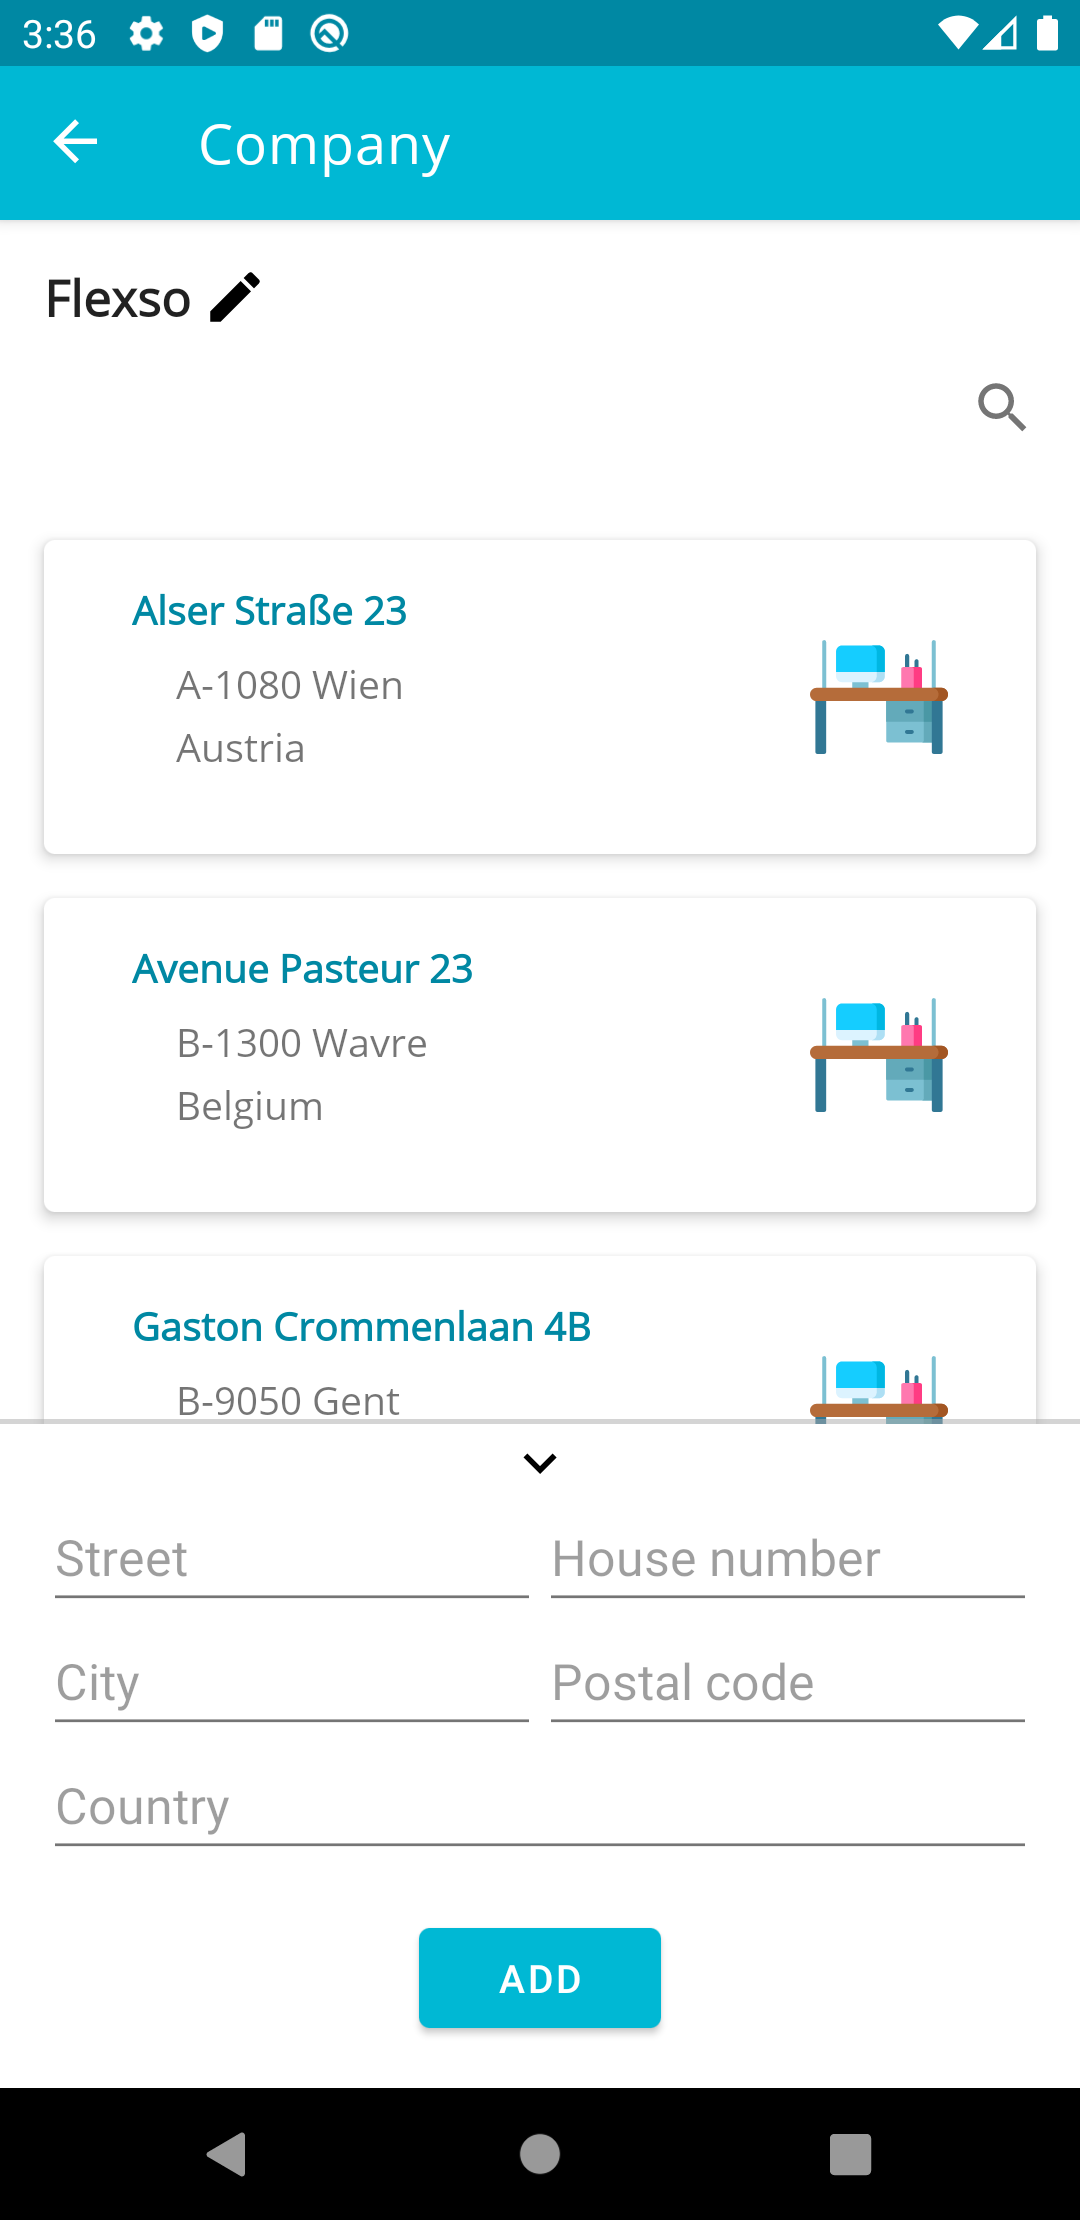 3:36
Company
Flexso
Alser Straße 23
A-1080 Wien
Austria
Avenue Pasteur 23
B-1300 Wavre
Belgium
Gaston Crommenlaan 4B
B-9050 Gent
Street
House number
City
Postal code
Country
ADD